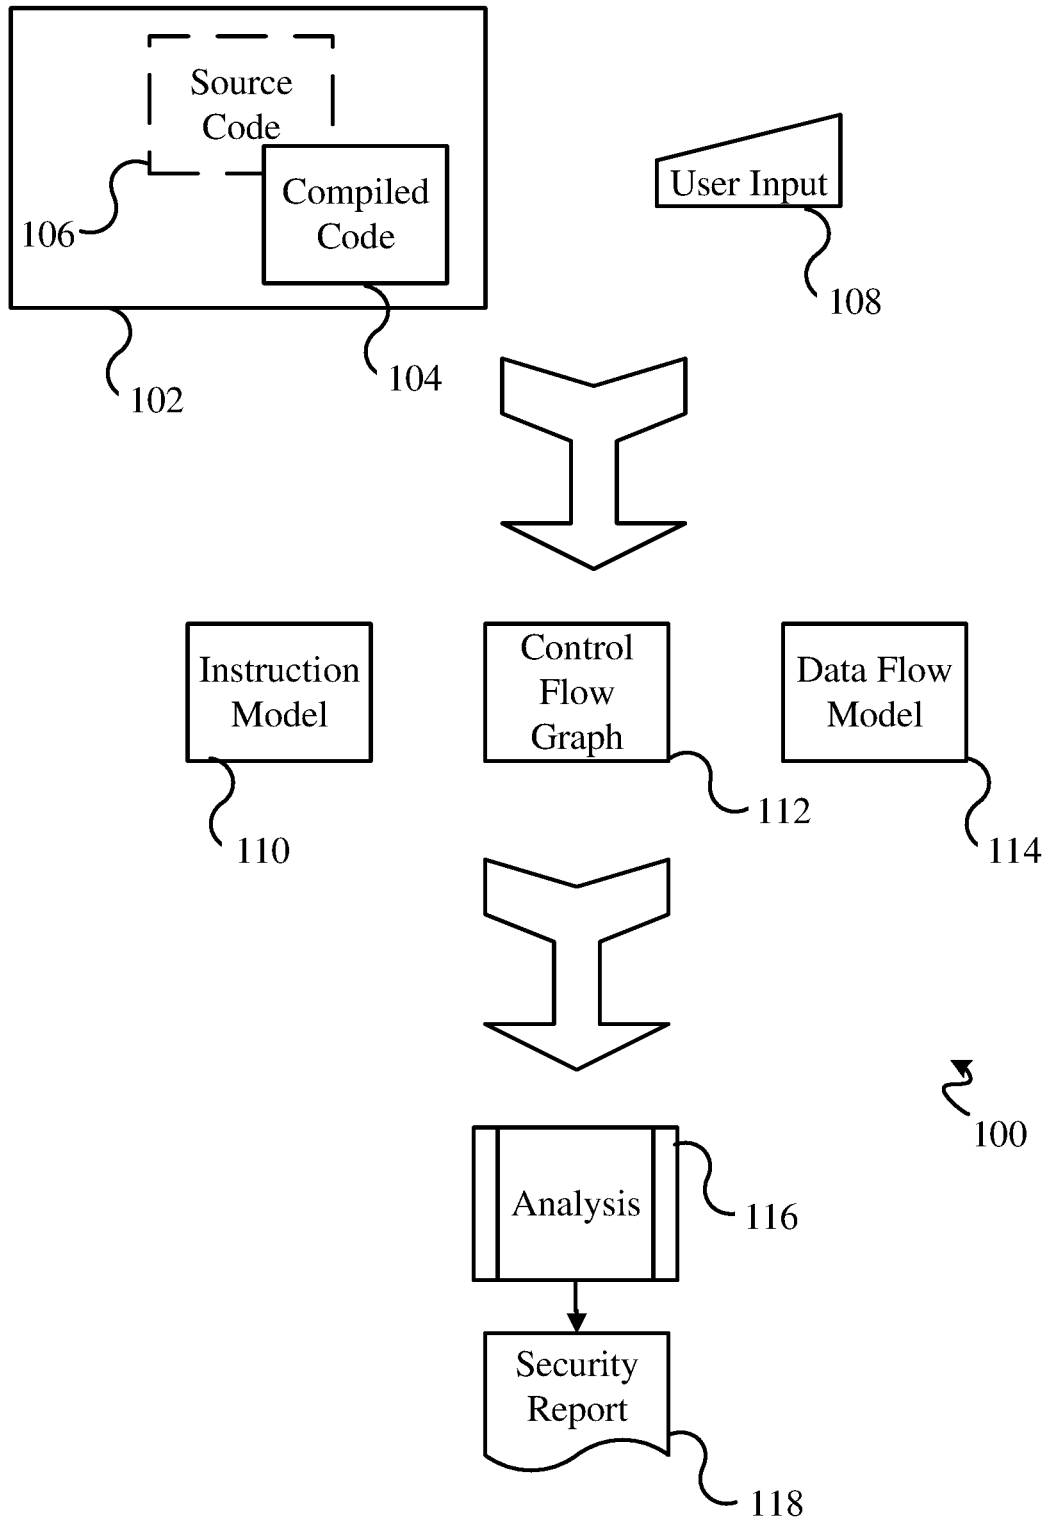 Source
Code
Compiled
Code
User Input
106
108
104
102
Instruction
Model
Control
Flow
Graph
Data Flow
Model
112
110
114
100
Analysis
116
Security
Report
118